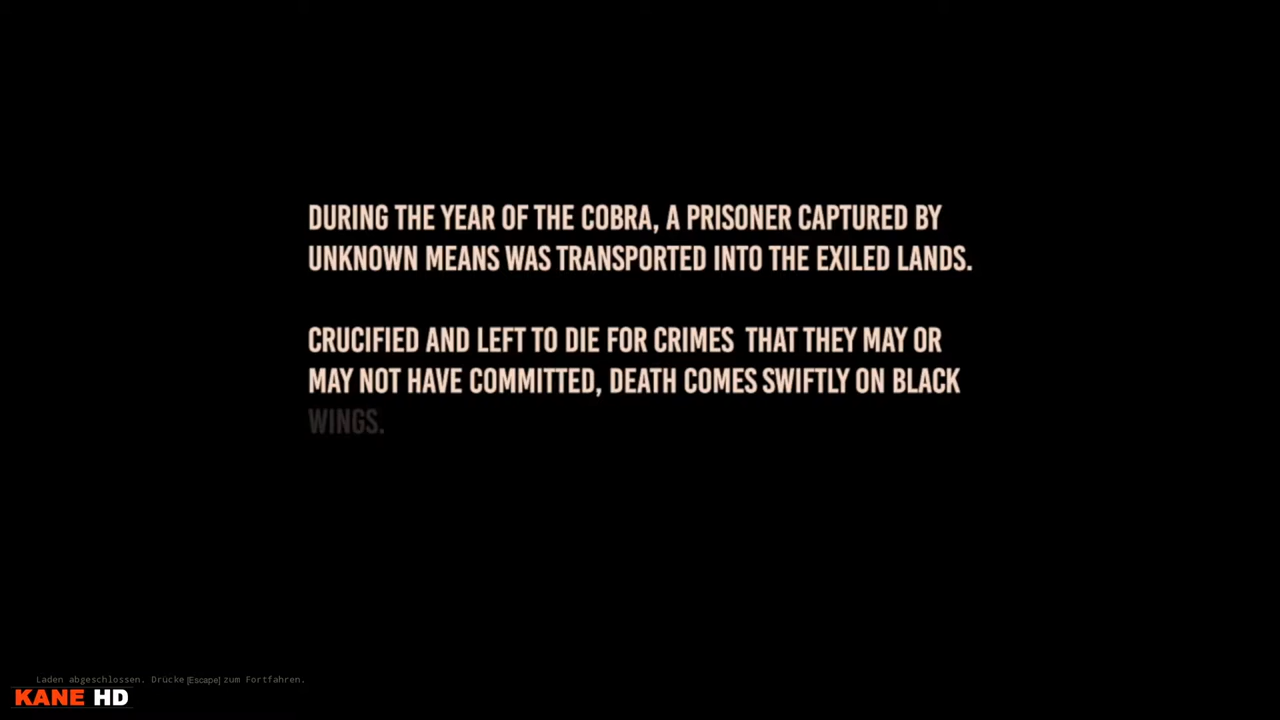 DURING THE YEAR OF THE COBRA, A PRISONER CAPTURED BY
UNKNOWN MEANS WAS TRANSPORTED INTO THE EXILED LANDS.
CRUCIFIED AND LEFT TO DIE FOR CRIMES THAT THEY MAY OR
MAY NOT HAVE COMMITTED, DEATH COMES SWIFTLY ON BLACK
WINGS.
Laden abgeschlossen. Drücke [Escape] zum Fortfahren.
KANE HD